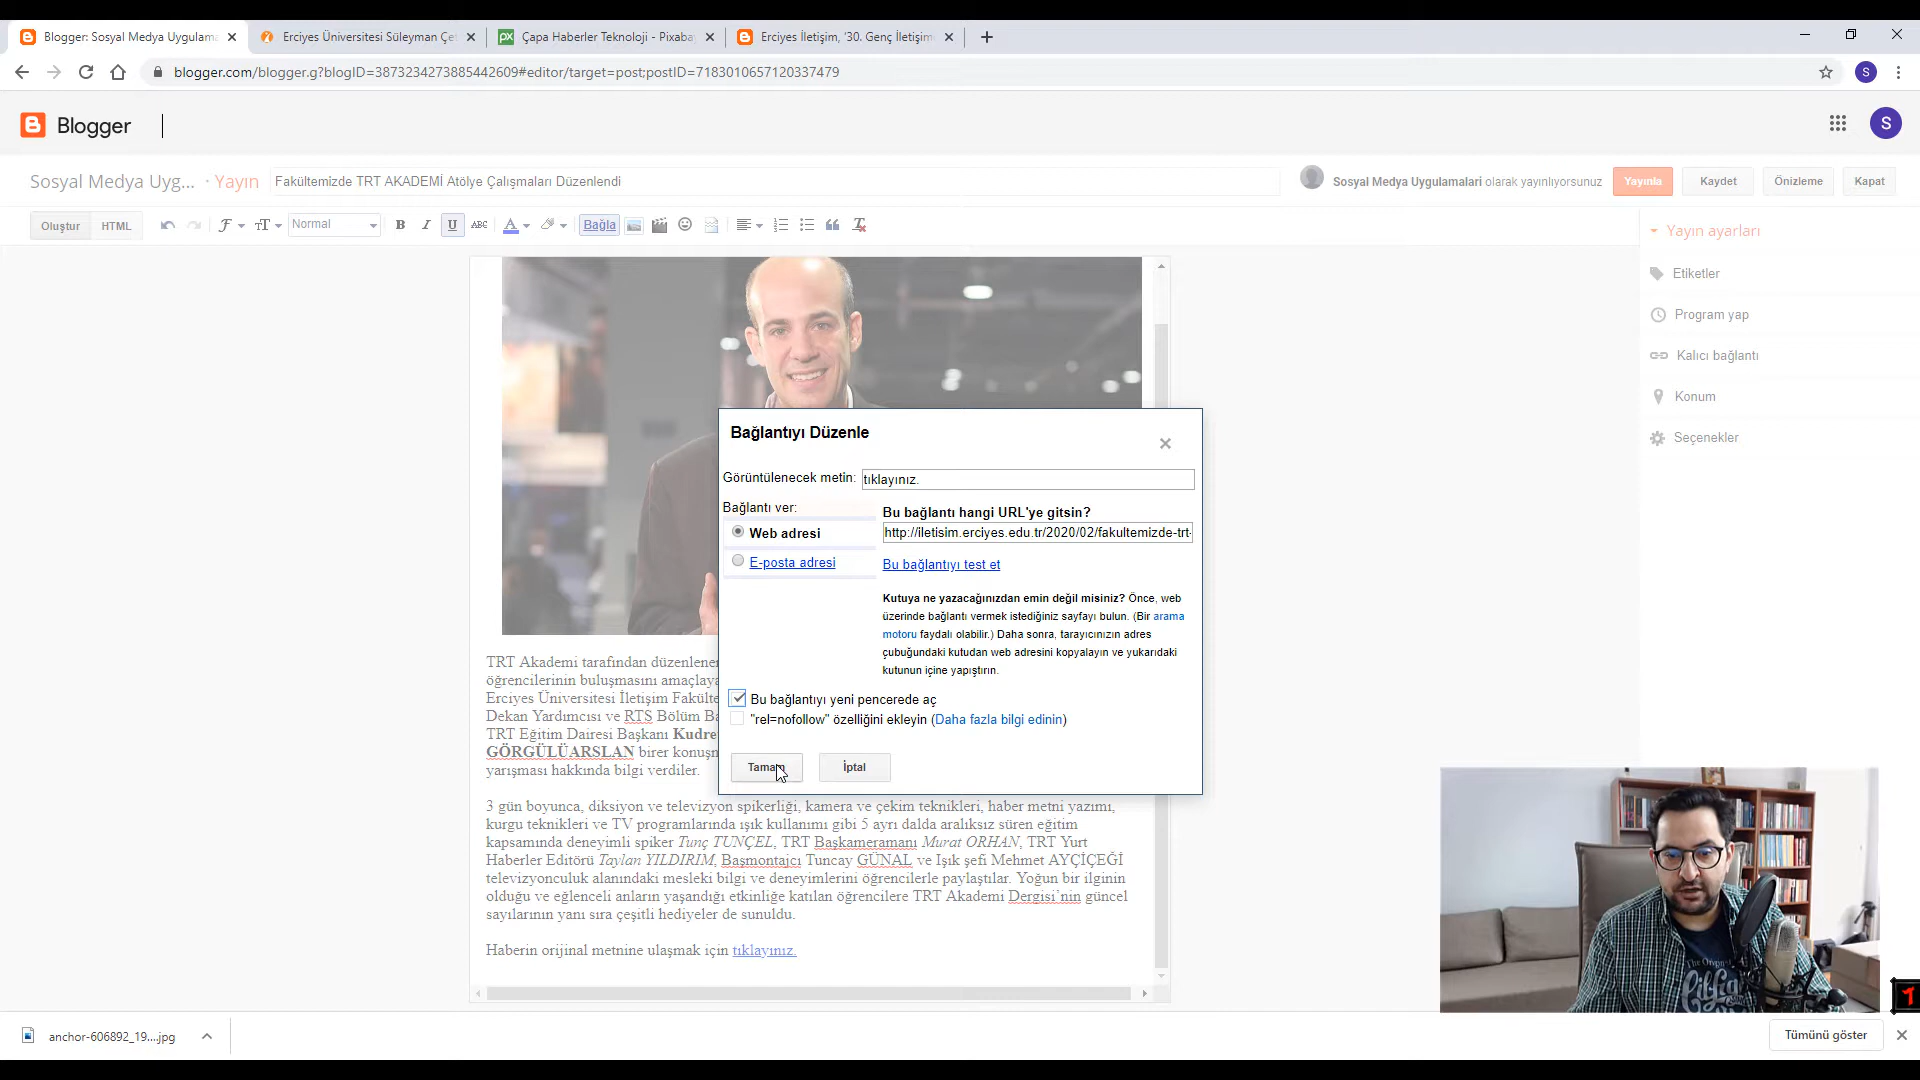 Blogger: Sosyal Medya Uygulama
Erciyes Üniversitesi Süleyman Çet
Çapa Haberler Teknoloji - Pixabay
Erciyes İletişim, '30. Genç İletişim
blogger.com/blogger.g?blogID=3873234273885442609#editor/target=post;postID=7183010657120337479
S
Blogger
S
Sosyal Medya Uyg... · Yayın
Fakültemizde TRT AKADEMİ Atölye Çalışmaları Düzenlendi
Sosyal Medya Uygulamalari olarak yayınlıyorsunuz
Yayınla
Kaydet
Önizleme
Kapat
Oluştur
HTML
Normal
B
I
U
ABC
A
Bağla
Yayın ayarları
Etiketler
Program yap
Kalıcı bağlantı
Konum
Seçenekler
Bağlantıyı Düzenle
Görüntülenecek metin: tıklayınız.
Bağlantı ver:
Web adresi
E-posta adresi
Bu bağlantı hangi URL'ye gitsin?
http://iletisim.erciyes.edu.tr/2020/02/fakultemizde-trt-
Bu bağlantıyı test et
Kutuya ne yazacağınızdan emin değil misiniz? Önce, web
üzerinde bağlantı vermek istediğiniz sayfayı bulun. (Bir arama
motoru faydalı olabilir.) Daha sonra, tarayıcınızın adres
çubuğundaki kutudan web adresini kopyalayın ve yukarıdaki
kutunun içine yapıştırın.
Bu bağlantıyı yeni pencerede aç
"rel=nofollow" özelliğini ekleyin (Daha fazla bilgi edinin)
Tamam
İptal
TRT Akademi tarafından düzenlenen
öğrencilerinin buluşmasını amaçlaya
Erciyes Üniversitesi İletişim Fakülte
Dekan Yardımcısı ve RTS Bölüm Ba
TRT Eğitim Dairesi Başkanı Kudre
GÖRGÜLÜARSLAN birer konuşm
yarışması hakkında bilgi verdiler.
3 gün boyunca, diksiyon ve televizyon spikerliği, kamera ve çekim teknikleri, haber metni yazımı,
kurgu teknikleri ve TV programlarında ışık kullanımı gibi 5 ayrı dalda aralıksız süren eğitim
kapsamında deneyimli spiker Tunç TUNÇEL, TRT Başkameramanı Murat ORHAN, TRT Yurt
Haberler Editörü Taylan YILDIRIM, Başmontajcı Tuncay GÜNAL ve Işık şefi Mehmet AYÇİÇEĞİ
televizyonculuk alanındaki mesleki bilgi ve deneyimlerini öğrencilerle paylaştılar. Yoğun bir ilginin
olduğu ve eğlenceli anların yaşandığı etkinliğe katılan öğrencilere TRT Akademi Dergisi'nin güncel
sayılarının yanı sıra çeşitli hediyeler de sunuldu.
Haberin orijinal metnine ulaşmak için tıklayınız.
anchor-606892_19....jpg
Tümünü göster